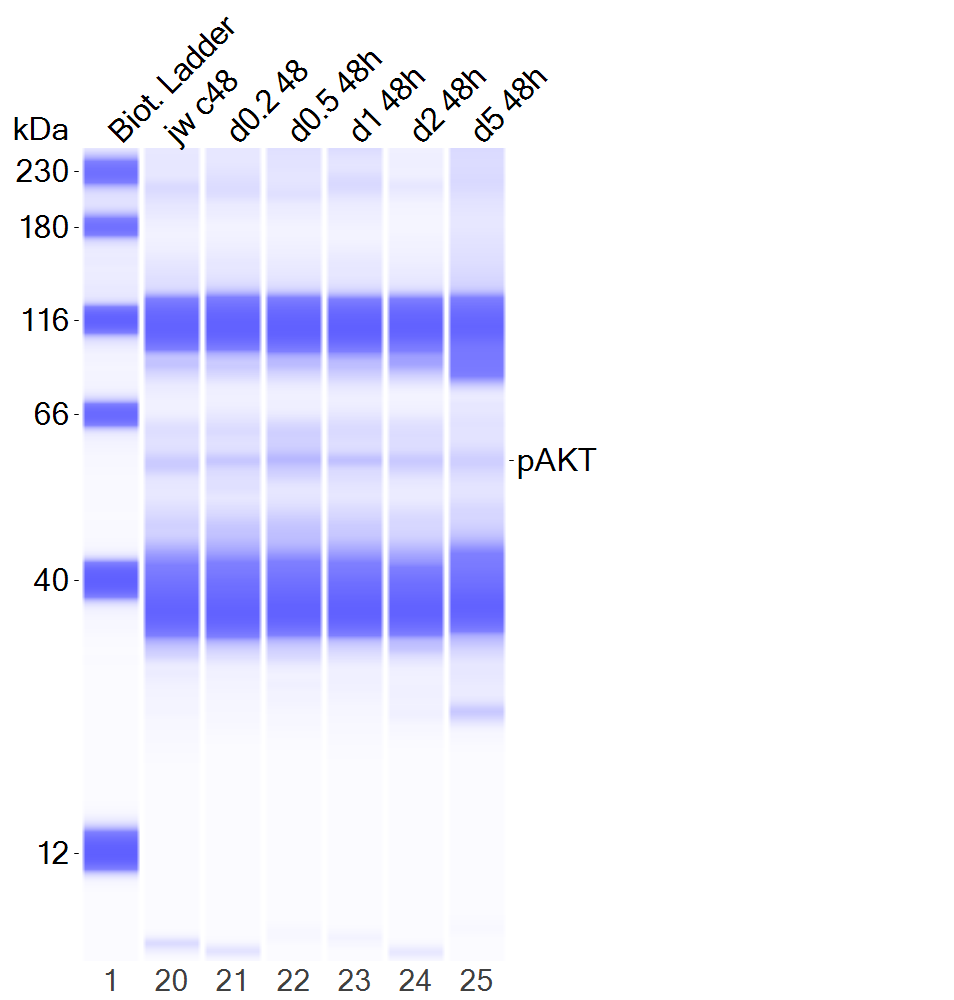 kDa
Biot. Ladder
jw c48
d0.2 48
d0.5 48h
d1 48h
d2 48h
d5 48h
230
180
116
66
pAKT
40
12
1 20 21 22 23 24 25